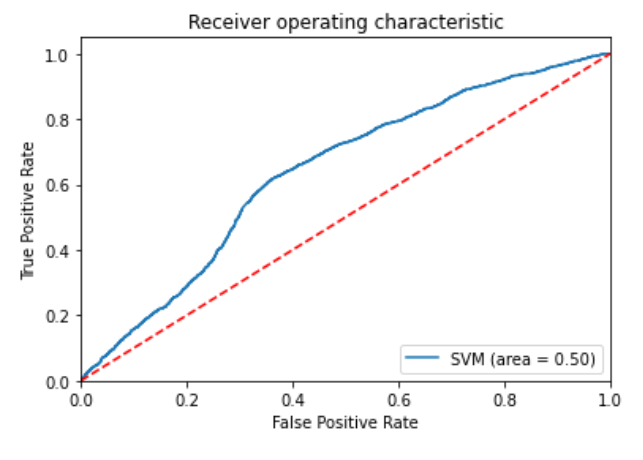 Receiver operating characteristic
1.0
0.8
0.6
0.4
0.2
0.0
True Positive Rate
SVM (area = 0.50)
0.0 0.2 0.4 0.6 0.8 1.0
False Positive Rate